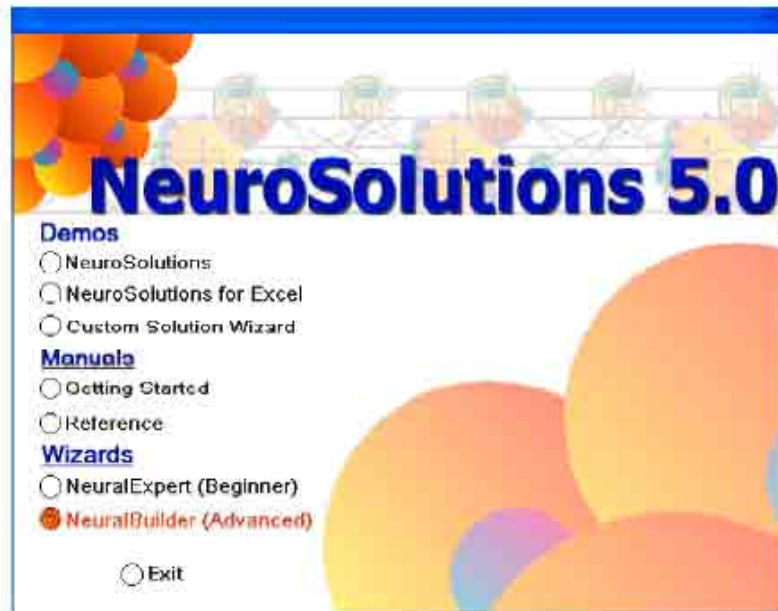 NeuroSolutions 5.0
Demos
NeuroSolutions
NeuroSolutions for Excel
Custom Solution Wizard
Manuals
Getting Started
Reference
Wizards
NeuralExpert (Beginner)
NeuralBuilder (Advanced)
Exit